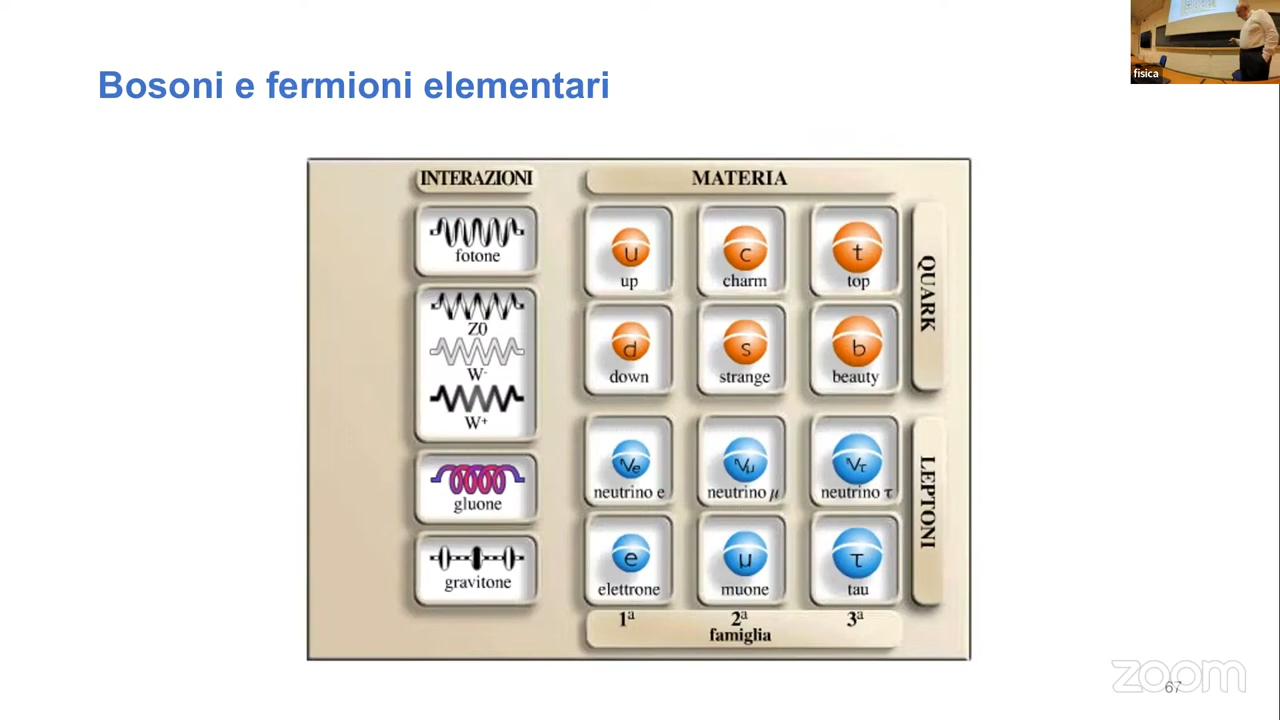 Bosoni e fermioni elementari
fisica
INTERAZIONI
MATERIA
fotone
Z0
W-
W+
gluone
gravitone
u
up
c
charm
t
top
d
down
s
strange
b
beauty
QUARK
νe
neutrino e
νμ
neutrino μ
ντ
neutrino τ
e
elettrone
μ
muone
τ
tau
LEPTONI
1ª
2ª
3ª
famiglia
zoom
67